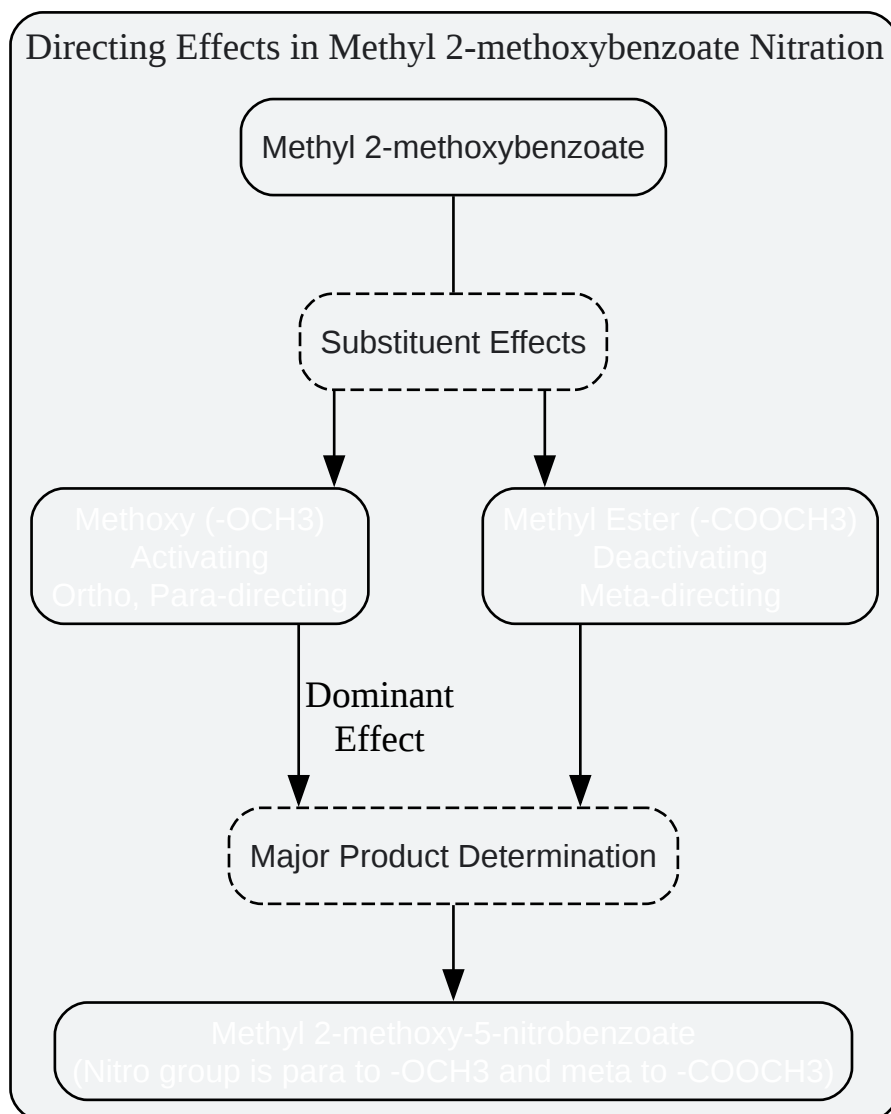 Directing Effects in Methyl 2-methoxybenzoate Nitration
Methyl 2-methoxybenzoate
Substituent Effects
Methoxy (-OCH3)
Activating
Ortho, Para-directing
Methyl Ester (-COOCH3)
Deactivating
Meta-directing
Dominant
Effect
Major Product Determination
Methyl 2-methoxy-5-nitrobenzoate
(Nitro group is para to -OCH3 and meta to -COOCH3)